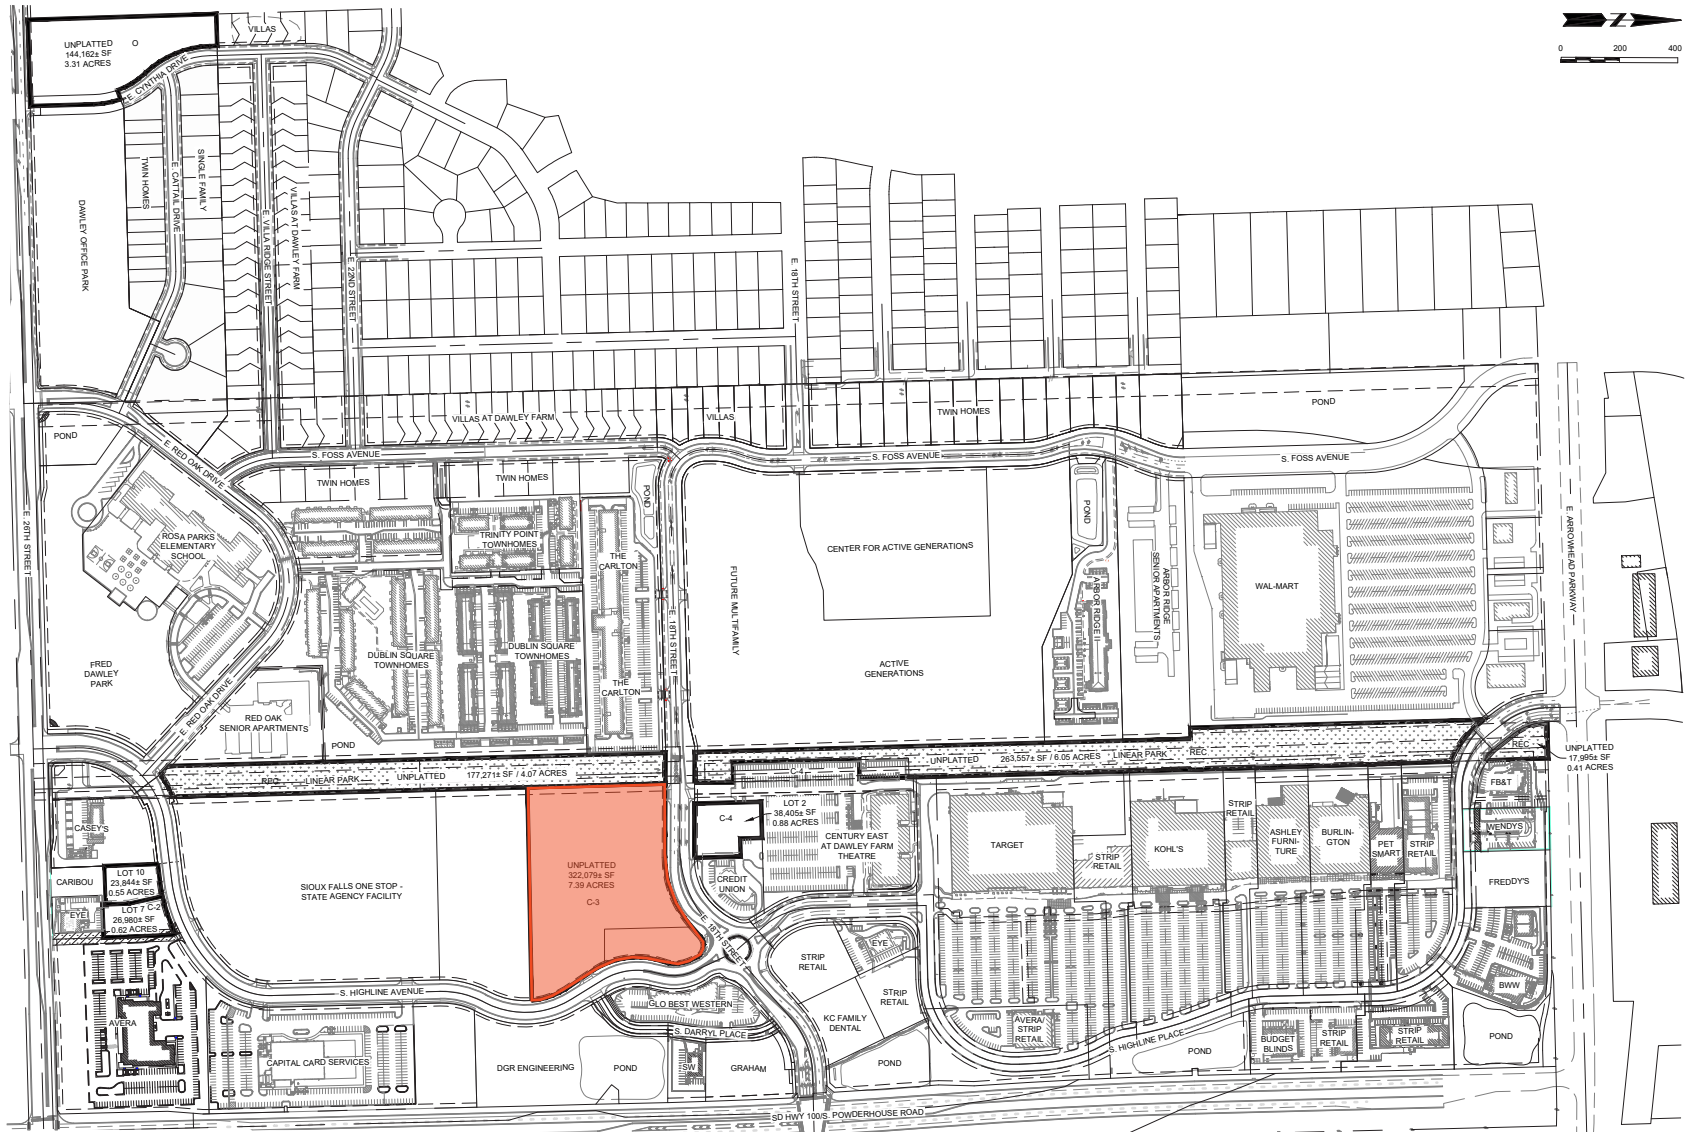 Z
0 200 400
UNPLATTED
144,162± SF
3.31 ACRES
O
VILLAS
E. CYNTHIA DRIVE
TWIN HOMES
E. CATTAIL DRIVE
SINGLE FAMILY
E. VILLA RIDGE STREET
VILLAS AT DAWLEY FARM
E. 22ND STREET
DAWLEY OFFICE PARK
E. 18TH STREET
POND
E. RED OAK DRIVE
VILLAS AT DAWLEY FARM
VILLAS
TWIN HOMES
POND
S. FOSS AVENUE
S. FOSS AVENUE
S. FOSS AVENUE
TWIN HOMES
TWIN HOMES
POND
POND
E. 26TH STREET
ROSA PARKS
ELEMENTARY
SCHOOL
TRINITY POINT
TOWNHOMES
THE
CARLTON
FUTURE MULTIFAMILY
CENTER FOR ACTIVE GENERATIONS
ARBOR RIDGE II
ARBOR RIDGE
SENIOR APARTMENTS
WAL-MART
E. ARROWHEAD PARKWAY
E. 18TH STREET
FRED
DAWLEY
PARK
DUBLIN SQUARE
TOWNHOMES
DUBLIN SQUARE
TOWNHOMES
THE
CARLTON
ACTIVE
GENERATIONS
E. RED OAK DRIVE
RED OAK
SENIOR APARTMENTS
POND
REC
LINEAR PARK
UNPLATTED
177,271± SF / 4.07 ACRES
C-4
UNPLATTED
263,557± SF / 6.05 ACRES
LINEAR PARK
REC
REC
UNPLATTED
17,995± SF
0.41 ACRES
CASEY'S
CARIBOU
LOT 10
23,844± SF
0.55 ACRES
LOT 7
C-2
26,980± SF
0.62 ACRES
EYE
SIOUX FALLS ONE STOP -
STATE AGENCY FACILITY
UNPLATTED
322,079± SF
7.39 ACRES
C-3
C-4
LOT 2
38,405± SF
0.88 ACRES
CENTURY EAST
AT DAWLEY FARM
THEATRE
CREDIT
UNION
E. 18TH STREET
TARGET
STRIP
RETAIL
KOHL'S
STRIP
RETAIL
ASHLEY
FURNI-
TURE
BURLIN-
GTON
PET
SMART
STRIP
RETAIL
FB&T
WENDYS
FREDDY'S
BWW
POND
STRIP
RETAIL
EYE
STRIP
RETAIL
KC FAMILY
DENTAL
POND
AVERA/
STRIP
RETAIL
S. HIGHLINE PLACE
POND
BUDGET
BLINDS
STRIP
RETAIL
STRIP
RETAIL
S. HIGHLINE AVENUE
GLO BEST WESTERN
S. DARRYL PLACE
AVERA
CAPITAL CARD SERVICES
DGR ENGINEERING
POND
SW
GRAHAM
SD HWY 100/S. POWDERHOUSE ROAD